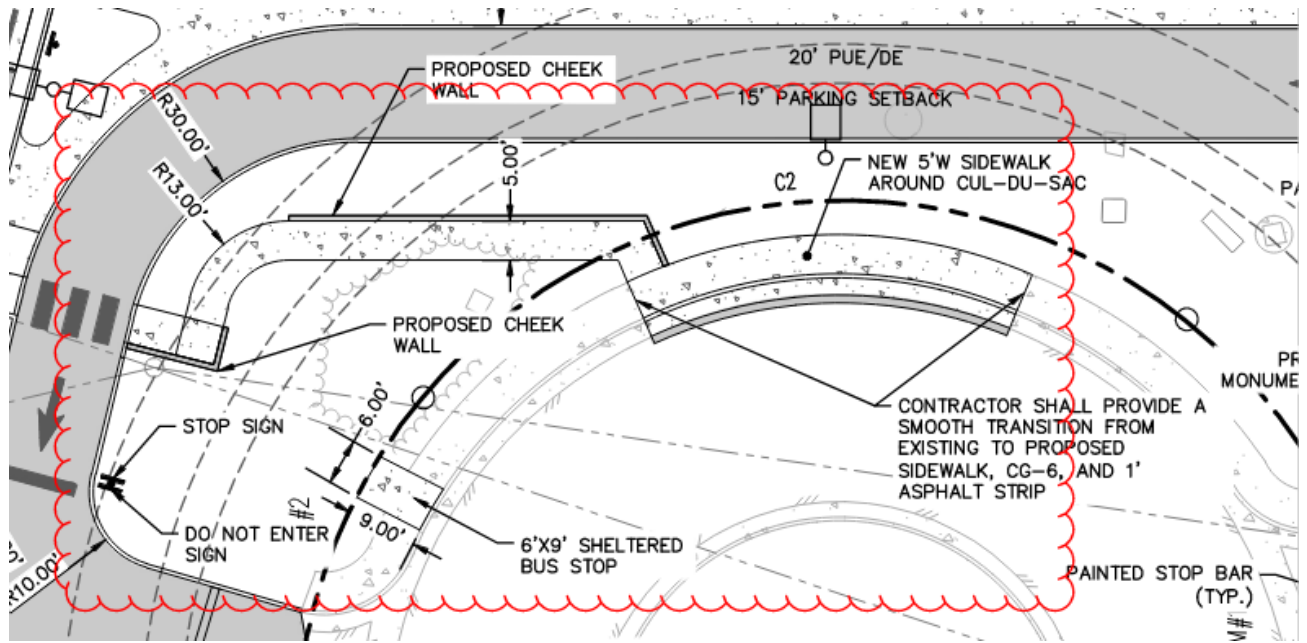 20' PUE/DE
PROPOSED CHEEK
WALL
15' PARKING SETBACK
R30.00'
R13.00'
5.00'
NEW 5'W SIDEWALK
AROUND CUL-DU-SAC
C2
PROPOSED CHEEK
WALL
6.00'
CONTRACTOR SHALL PROVIDE A
SMOOTH TRANSITION FROM
EXISTING TO PROPOSED
SIDEWALK, CG-6, AND 1'
ASPHALT STRIP
MONUME
STOP SIGN
#2
9.00'
DO NOT ENTER
SIGN
6'X9' SHELTERED
BUS STOP
R10.00'
PAINTED STOP BAR
(TYP.)